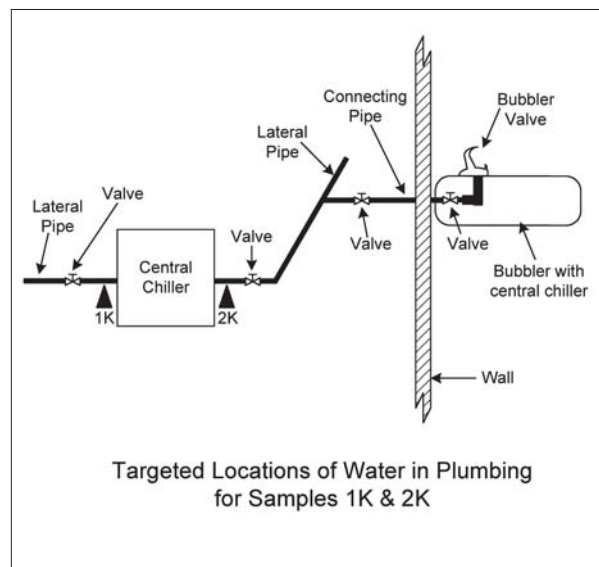 Bubbler
Valve
Connecting
Pipe
Lateral
Pipe
Lateral
Pipe
Valve
Valve
Central
Chiller
Valve
Valve
Bubbler with
central chiller
1K
2K
Wall
Targeted Locations of Water in Plumbing
for Samples 1K & 2K